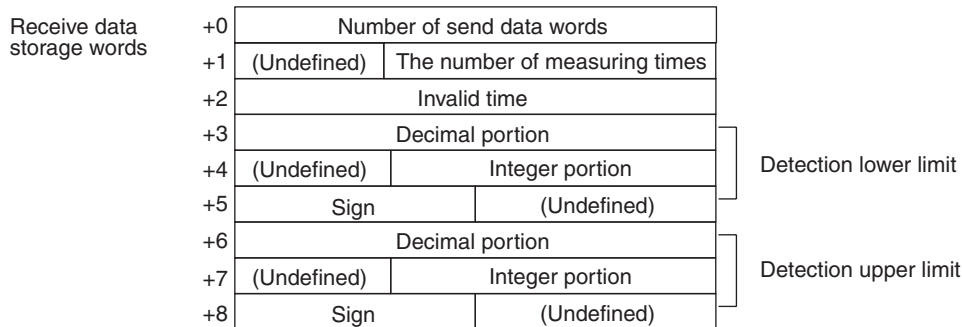 Receive data
storage words
+0 Number of send data words
+1 (Undefined) The number of measuring times
+2 Invalid time
+3 Decimal portion
+4 (Undefined) Integer portion
+5 Sign (Undefined)
Detection lower limit
+6 Decimal portion
+7 (Undefined) Integer portion
+8 Sign (Undefined)
Detection upper limit